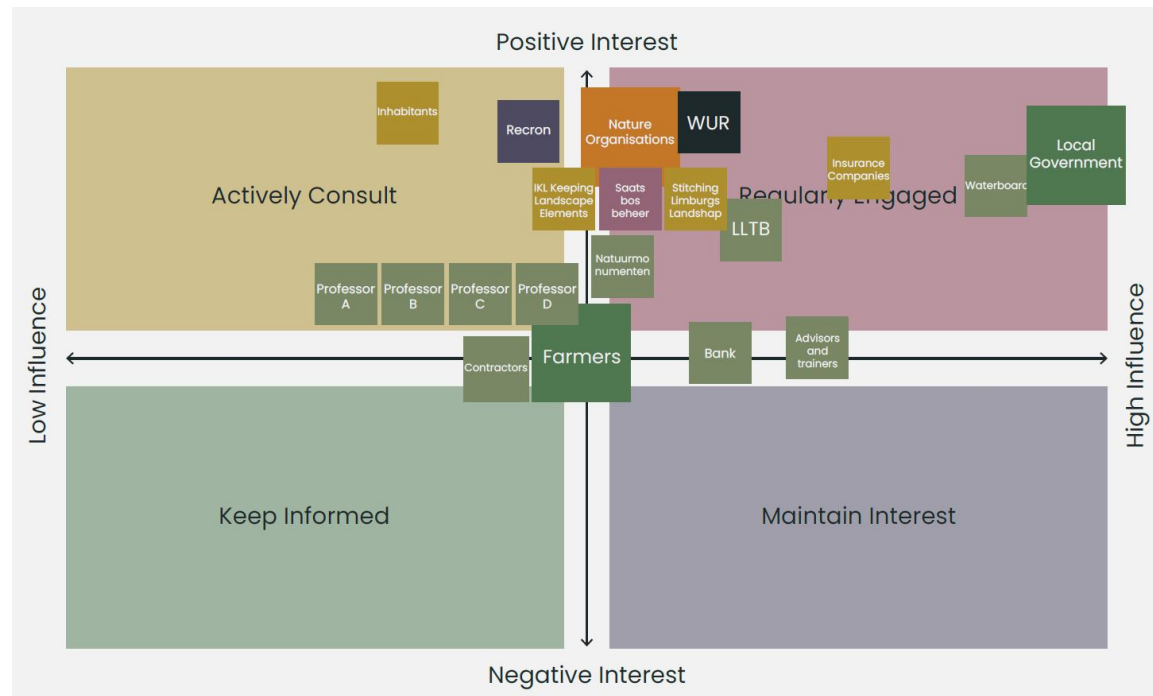 Positive Interest
Inhabitants
Recron
Nature
Organisations
WUR
Local
Government
Insurance
Companies
Waterboard
Actively Consult
IKL Keeping
Landscape
Elements
Saats
bos
beheer
Stitching
Limburgs
Landshap
Regularly Engaged
LLTB
Natuurmo
numenten
Professor
A
Professor
B
Professor
C
Professor
D
Farmers
Contractors
Bank
Advisors
and
trainers
Low Influence
High Influence
Keep Informed
Maintain Interest
Negative Interest